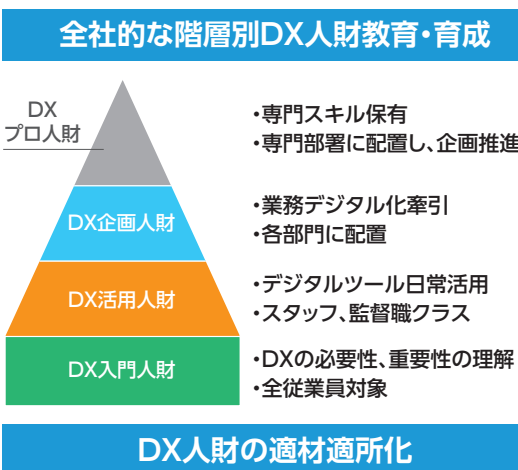 全社的な階層別DX人財教育・育成
DX
プロ人財
・専門スキル保有
・専門部署に配置し、企画推進
DX企画人財
・業務デジタル化牽引
・各部門に配置
DX活用人財
・デジタルツール日常活用
・スタッフ、監督職クラス
DX入門人財
・DXの必要性、重要性の理解
・全従業員対象
DX人財の適材適所化